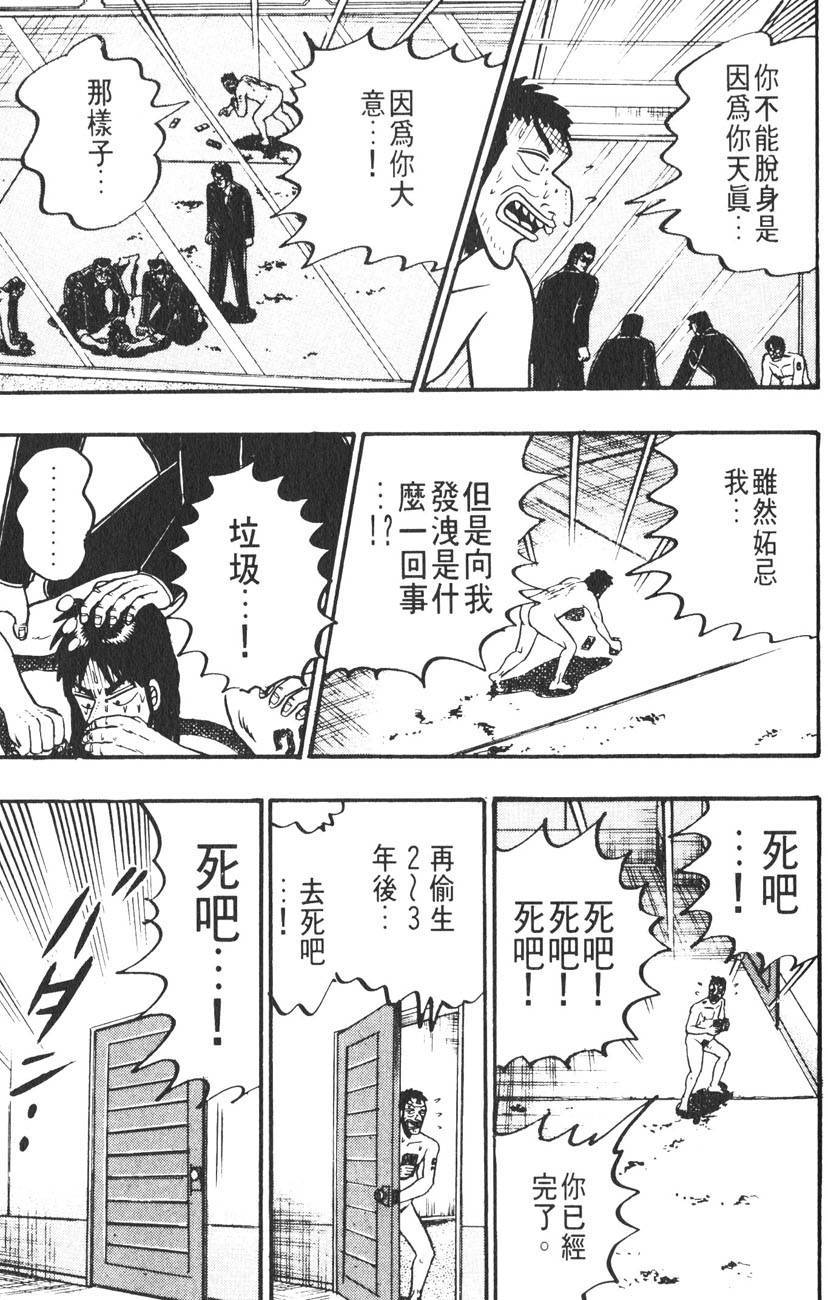 你不能脫身是
因爲你天眞…
因爲你大
意…！
那樣子…
雖然妬忌
我…
但是向我
發洩是什
麼一回事
…!?
垃圾…！
………
死吧
…！
死吧！
死吧！
死吧！
你已經
完了。
再偷生
2~3
年後…
去死吧
…！
死吧…！
バタン